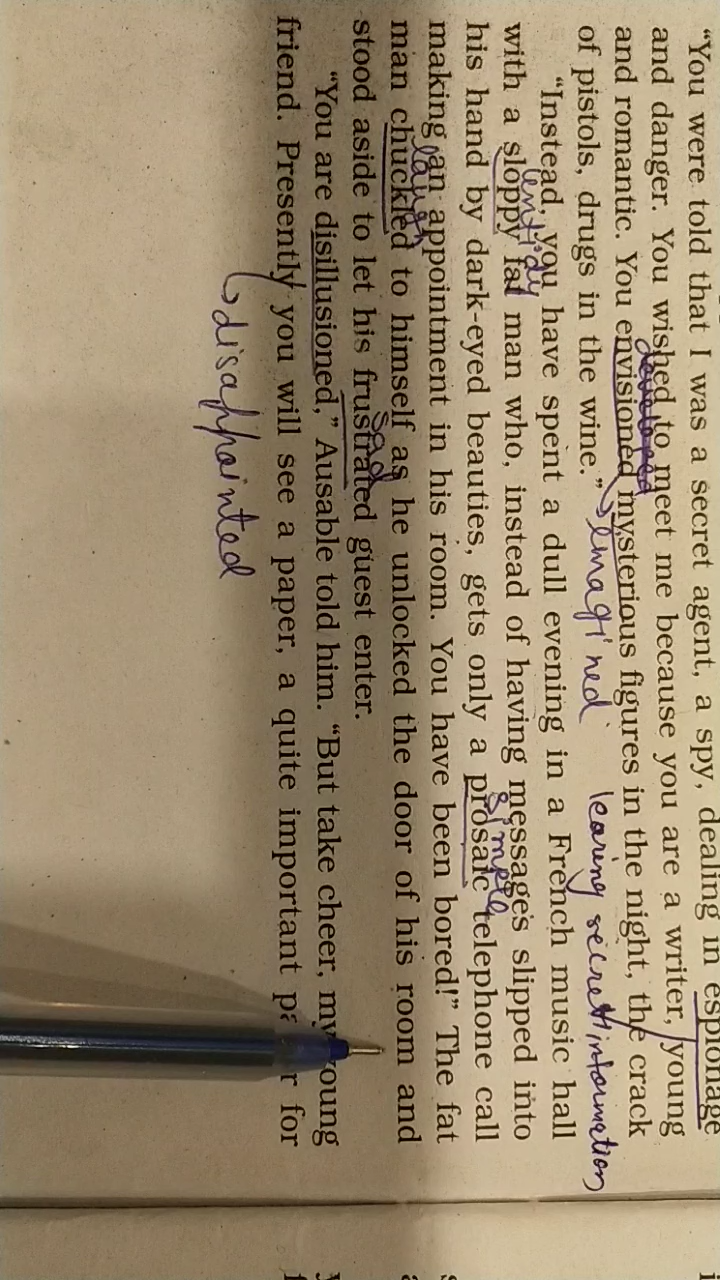 "You were told that I was a secret agent, a spy, dealing in espionage
and danger. You wished to meet me because you are a writer, young
and romantic. You envisioned mysterious figures in the night, the crack
of pistols, drugs in the wine."
imagined
secret information
"Instead, you have spent a dull evening in a French music hall
with a sloppy fat man who, instead of having messages slipped into
simple
his hand by dark-eyed beauties, gets only a prosaic telephone call
making an appointment in his room. You have been bored!" The fat
laugh
man chuckled to himself as he unlocked the door of his room and
sad
stood aside to let his frustrated guest enter.
"You are disillusioned," Ausable told him. "But take cheer, my young
friend. Presently you will see a paper, a quite important for
disappointed